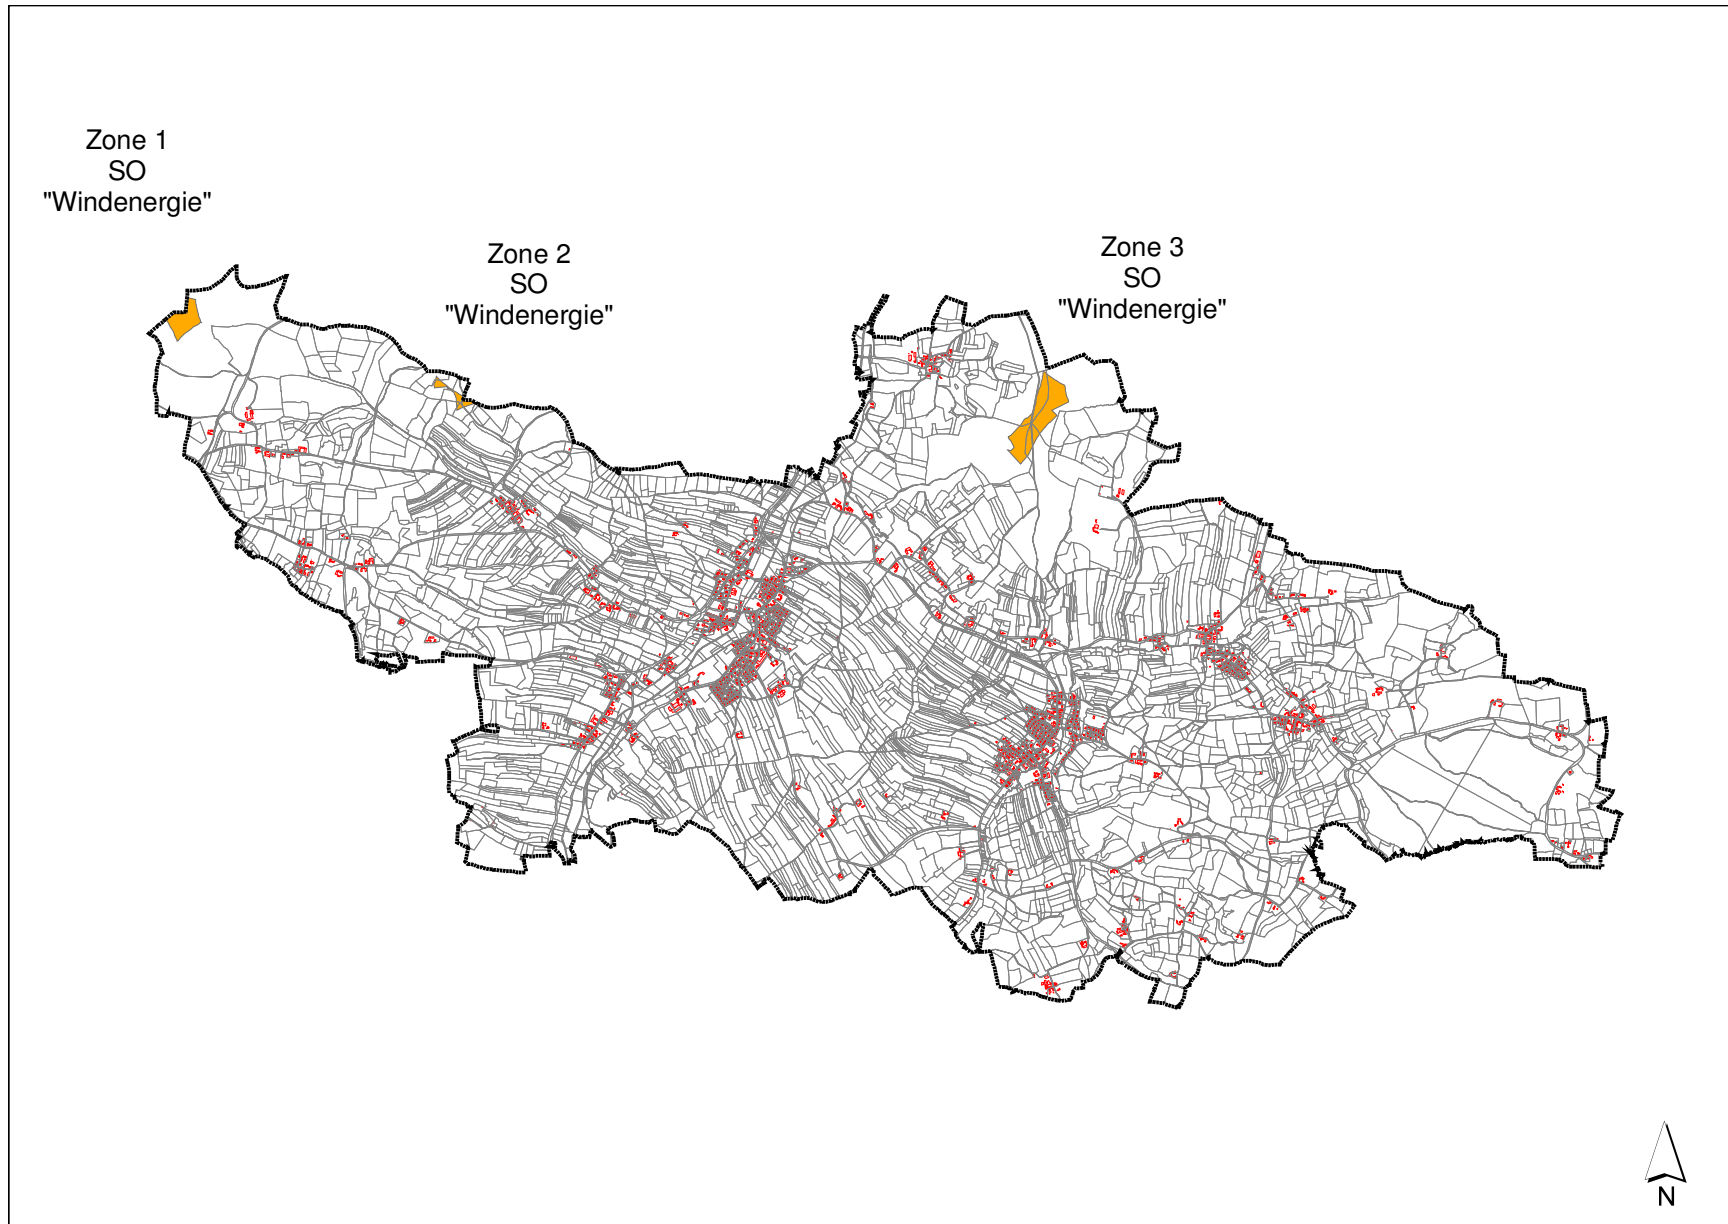 Zone 1
SO
"Windenergie"
Zone 2
SO
"Windenergie"
Zone 3
SO
"Windenergie"
N